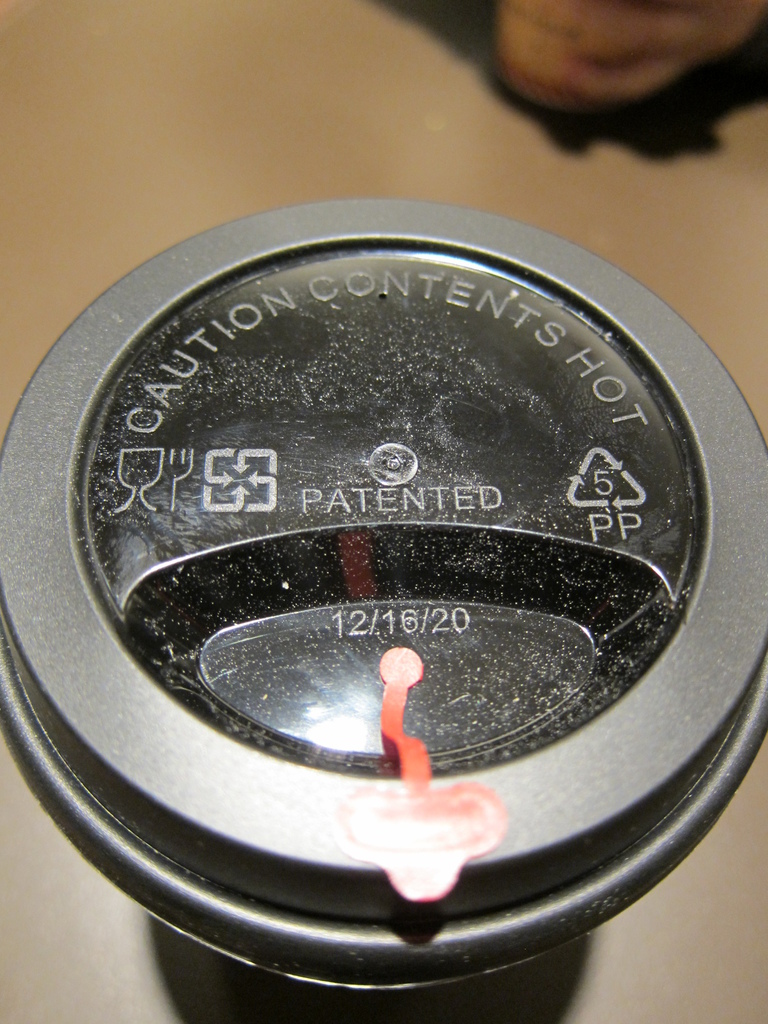 CAUTION CONTENTS HOT
PATENTED
5
PP
12/16/20